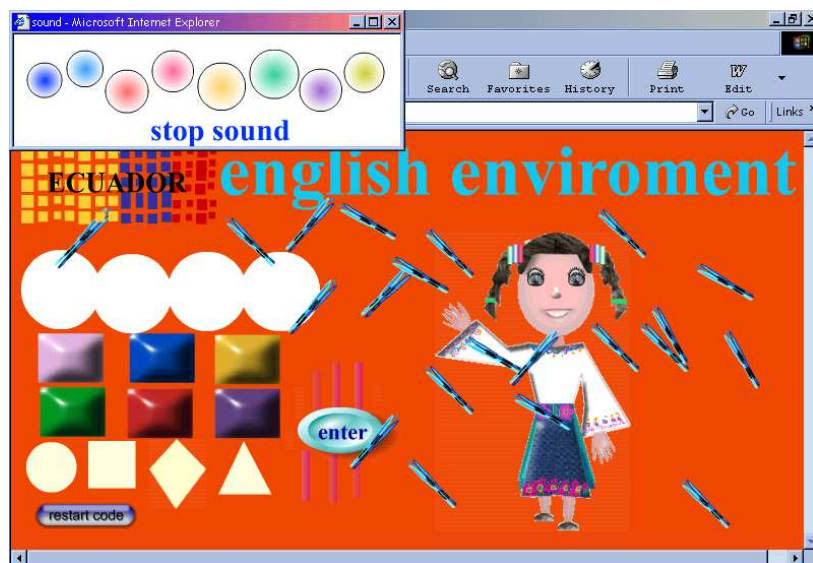 sound - Microsoft Internet Explorer
stop sound
Search Favorites History Print Edit
Go Links
ECUADOR
english enviroment
enter
restart code